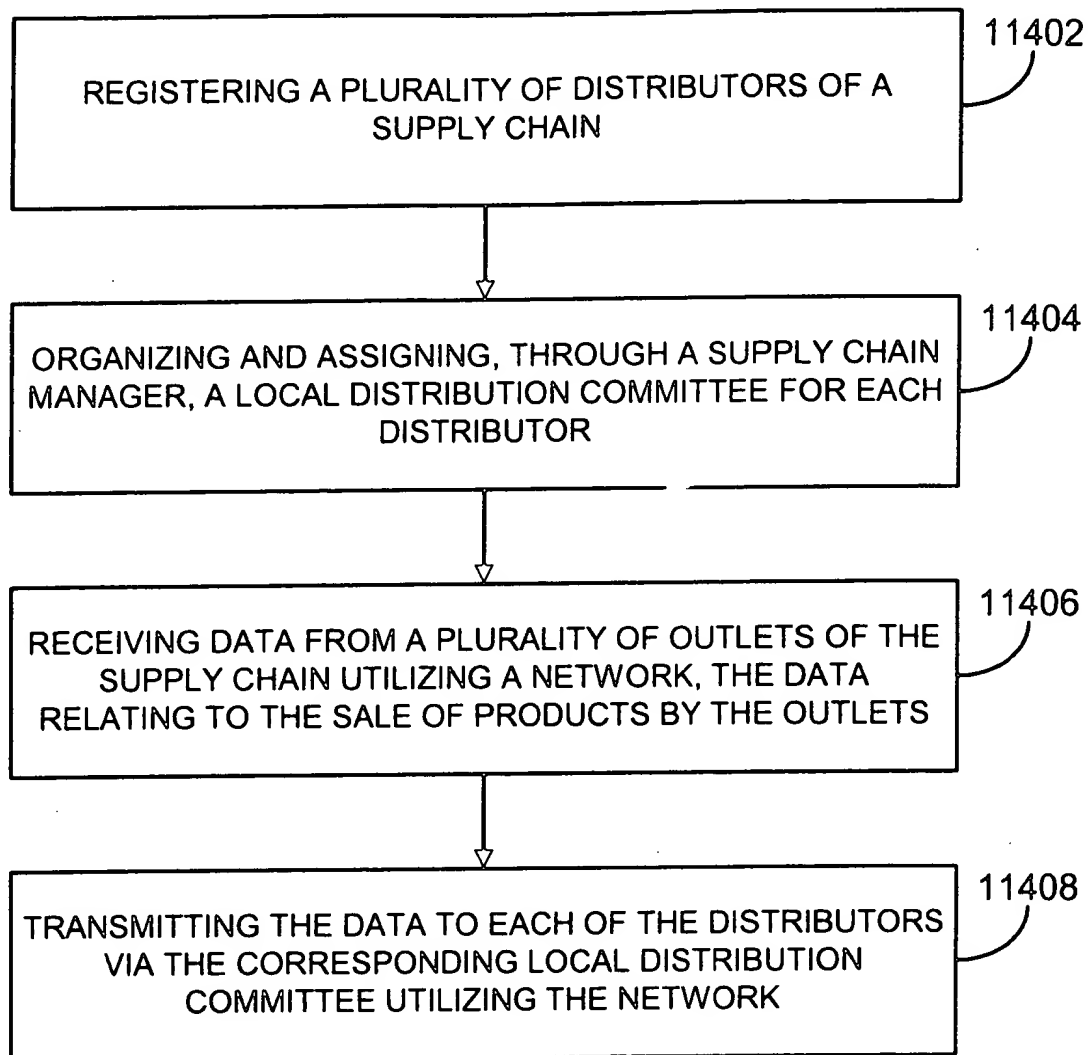 11402
REGISTERING A PLURALITY OF DISTRIBUTORS OF A
SUPPLY CHAIN
11404
ORGANIZING AND ASSIGNING, THROUGH A SUPPLY CHAIN
MANAGER, A LOCAL DISTRIBUTION COMMITTEE FOR EACH
DISTRIBUTOR
11406
RECEIVING DATA FROM A PLURALITY OF OUTLETS OF THE
SUPPLY CHAIN UTILIZING A NETWORK, THE DATA
RELATING TO THE SALE OF PRODUCTS BY THE OUTLETS
11408
TRANSMITTING THE DATA TO EACH OF THE DISTRIBUTORS
VIA THE CORRESPONDING LOCAL DISTRIBUTION
COMMITTEE UTILIZING THE NETWORK